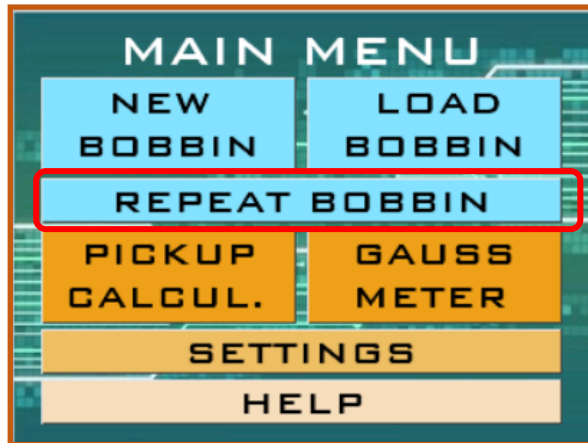 MAIN MENU
NEW
BOBBIN
LOAD
BOBBIN
REPEAT BOBBIN
PICKUP
CALCUL.
GAUSS
METER
SETTINGS
HELP